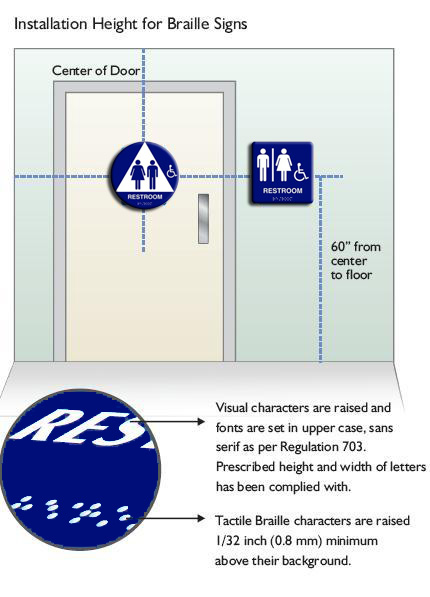 Installation Height for Braille Signs
Center of Door
RESTROOM
RESTROOM
60” from
center
to floor
RES
Visual characters are raised and
fonts are set in upper case, sans
serif as per Regulation 703.
Prescribed height and width of letters
has been complied with.
Tactile Braille characters are raised
1/32 inch (0.8 mm) minimum
above their background.